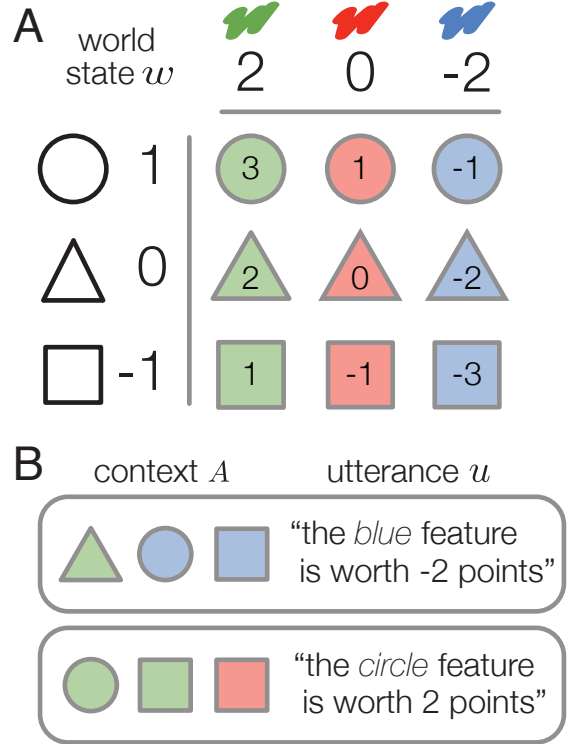 A
world
state w
2 0 -2
1 3 1 -1
0 2 0 -2
-1 1 -1 -3
B
context A utterance u
“the blue feature
is worth -2 points”
“the circle feature
is worth 2 points”